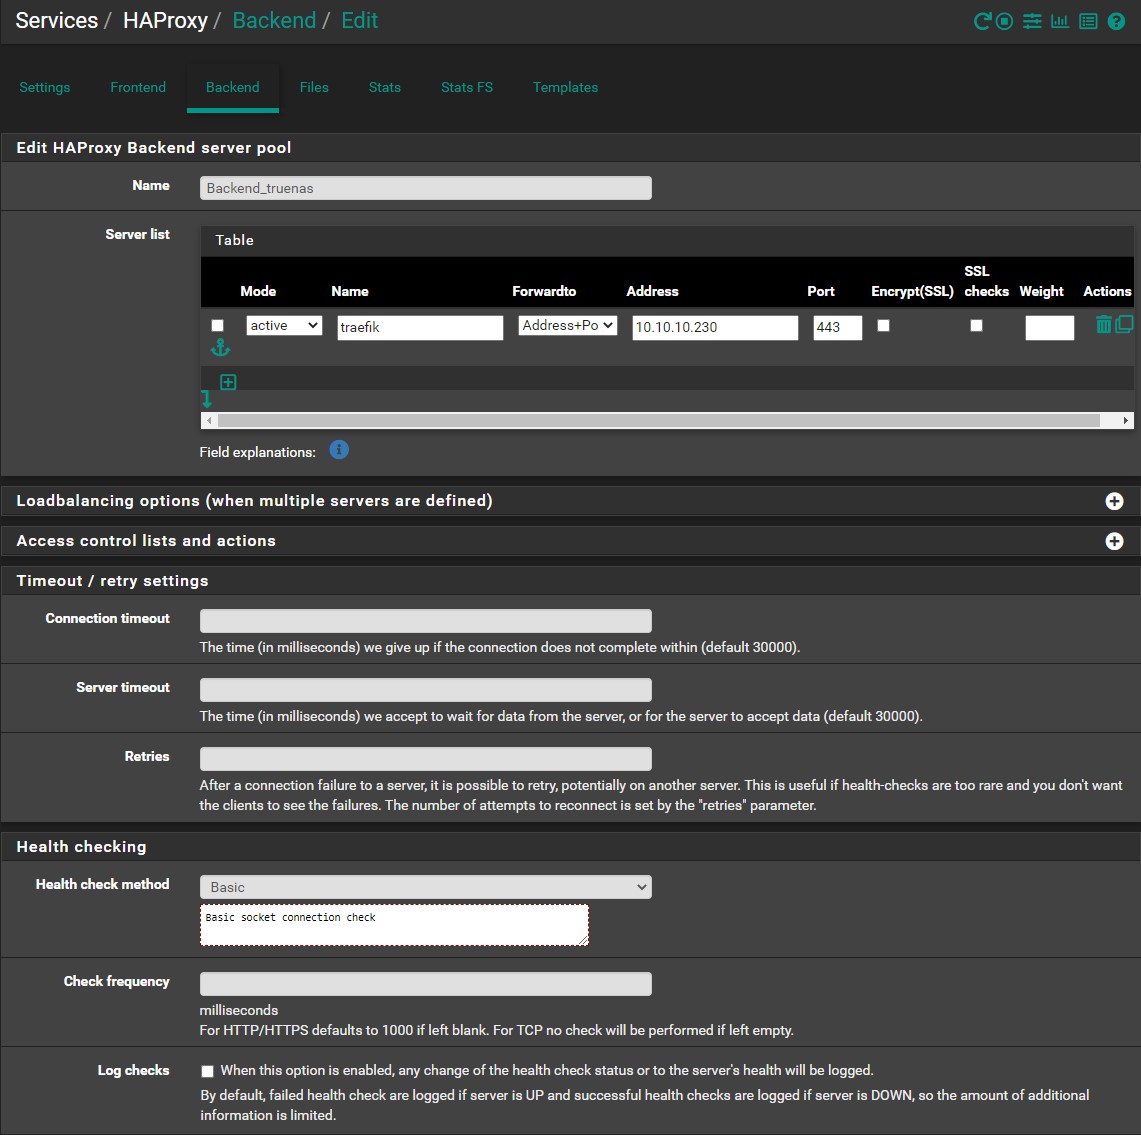 Services / HAProxy / Backend / Edit
Settings Frontend Backend Files Stats Stats FS Templates
Edit HAProxy Backend server pool
Name
Backend_truenas
Server list
Table
Mode Name Forwardto Address Port Encrypt(SSL) SSL checks Weight Actions
active traefik Address+Po 10.10.10.230 443
Field explanations:
Loadbalancing options (when multiple servers are defined)
Access control lists and actions
Timeout / retry settings
Connection timeout
The time (in milliseconds) we give up if the connection does not complete within (default 30000).
Server timeout
The time (in milliseconds) we accept to wait for data from the server, or for the server to accept data (default 30000).
Retries
After a connection failure to a server, it is possible to retry, potentially on another server. This is useful if health-checks are too rare and you don't want
the clients to see the failures. The number of attempts to reconnect is set by the "retries" parameter.
Health checking
Health check method
Basic
Basic socket connection check
Check frequency
milliseconds
For HTTP/HTTPS defaults to 1000 if left blank. For TCP no check will be performed if left empty.
Log checks
When this option is enabled, any change of the health check status or to the server's health will be logged.
By default, failed health check are logged if server is UP and successful health checks are logged if server is DOWN, so the amount of additional
information is limited.